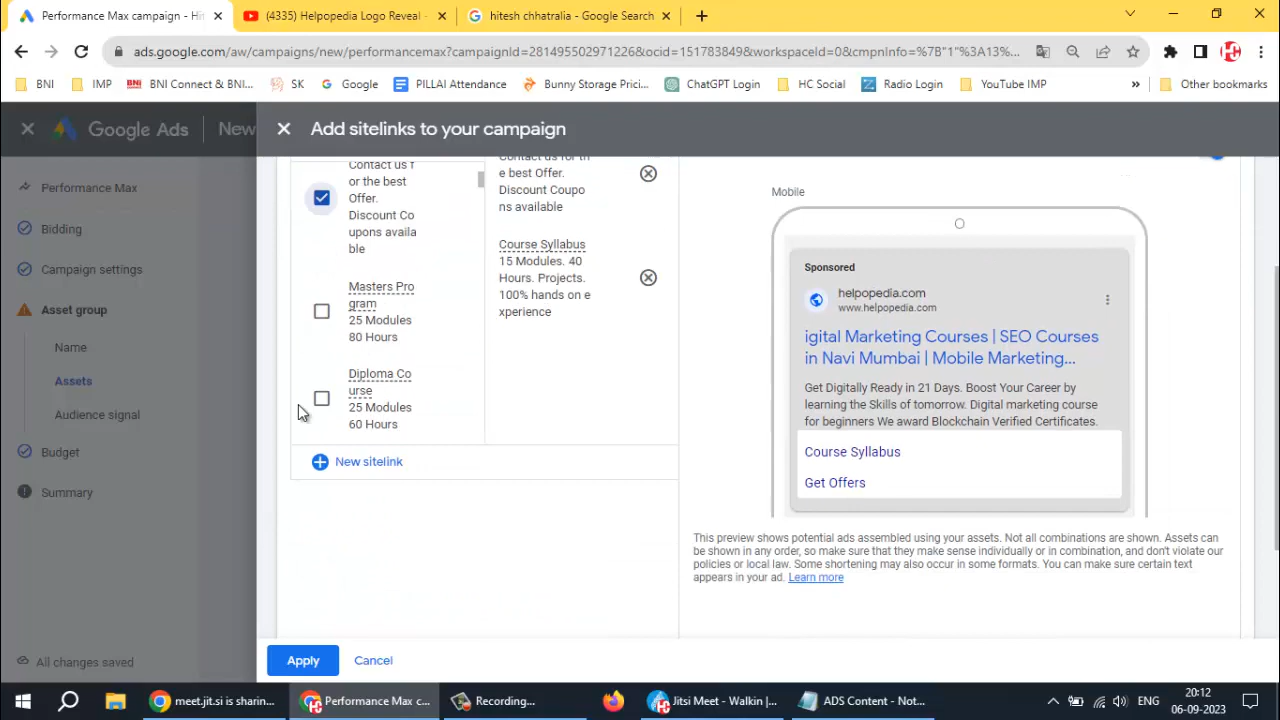 Performance Max campaign - Hit
(4335) Helpopedia Logo Reveal -
hitesh chhatralia - Google Search
ads.google.com/aw/campaigns/new/performancemax?campaignId=281495502971226&ocid=151783849&workspaceId=0&cmpnInfo=%7B"1"%3A13%...
BNI
IMP
BNI Connect & BNI...
SK
Google
PILLAI Attendance
Bunny Storage Prici...
ChatGPT Login
HC Social
Radio Login
YouTube IMP
»
Other bookmarks
Google Ads
New
Add sitelinks to your campaign
Performance Max
Bidding
Campaign settings
Asset group
Name
Assets
Audience signal
Budget
Summary
All changes saved
Contact us f
or the best
Offer.
Discount Co
upons availa
ble
Masters Pro
gram
25 Modules
80 Hours
Diploma Co
urse
25 Modules
60 Hours
New sitelink
Contact us for th
e best Offer.
Discount Coupo
ns available
Course Syllabus
15 Modules. 40
Hours. Projects.
100% hands on e
xperience
Mobile
Sponsored
helpopedia.com
www.helpopedia.com
igital Marketing Courses | SEO Courses
in Navi Mumbai | Mobile Marketing...
Get Digitally Ready in 21 Days. Boost Your Career by
learning the Skills of tomorrow. Digital marketing course
for beginners We award Blockchain Verified Certificates.
Course Syllabus
Get Offers
This preview shows potential ads assembled using your assets. Not all combinations are shown. Assets can
be shown in any order, so make sure that they make sense individually or in combination, and don't violate our
policies or local law. Some shortening may also occur in some formats. You can make sure certain text
appears in your ad. Learn more
Apply
Cancel
meet.jit.si is sharin...
Performance Max c...
Recording...
Jitsi Meet - Walkin |...
ADS Content - Not...
ENG
20:12
06-09-2023